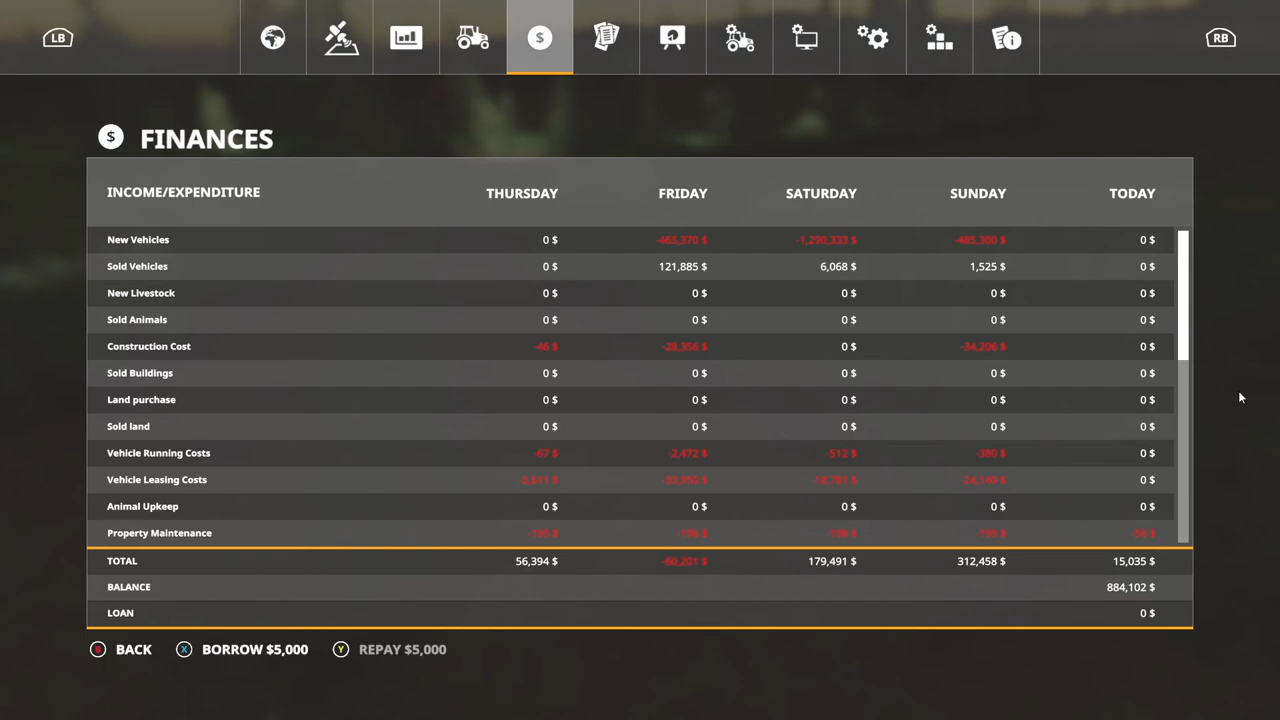 LB RB
FINANCES
INCOME/EXPENDITURE THURSDAY FRIDAY SATURDAY SUNDAY TODAY
New Vehicles 0 $ -465,370 $ -1,290,333 $ -485,300 $ 0 $
Sold Vehicles 0 $ 121,885 $ 6,068 $ 1,525 $ 0 $
New Livestock 0 $ 0 $ 0 $ 0 $ 0 $
Sold Animals 0 $ 0 $ 0 $ 0 $ 0 $
Construction Cost -46 $ -28,356 $ 0 $ -34,206 $ 0 $
Sold Buildings 0 $ 0 $ 0 $ 0 $ 0 $
Land purchase 0 $ 0 $ 0 $ 0 $ 0 $
Sold land 0 $ 0 $ 0 $ 0 $ 0 $
Vehicle Running Costs -67 $ -2,472 $ -512 $ -380 $ 0 $
Vehicle Leasing Costs 0 $
Animal Upkeep 0 $ 0 $ 0 $ 0 $ 0 $
Property Maintenance
TOTAL 56,394 $ -60,201 $ 179,491 $ 312,458 $ 15,035 $
BALANCE 884,102 $
LOAN 0 $
B BACK X BORROW $5,000 Y REPAY $5,000